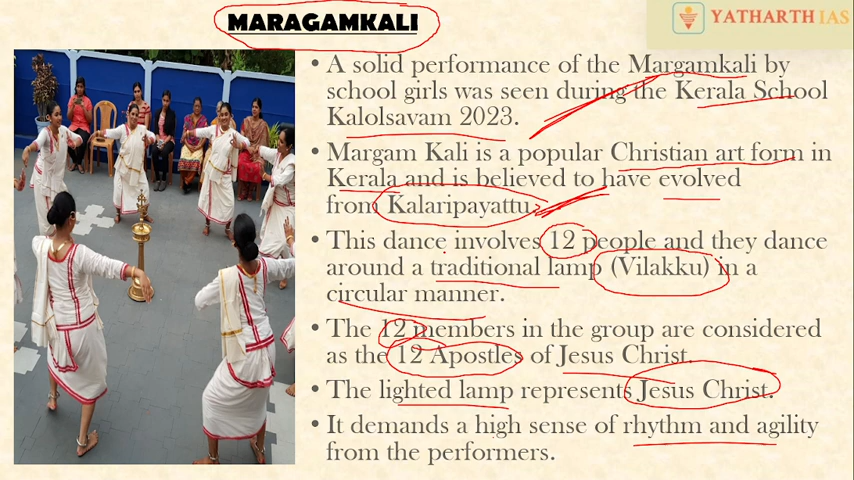 MARAGAMKALI
YATHARTH IAS
• A solid performance of the Margamkali by
school girls was seen during the Kerala School
Kalolsavam 2023.
• Margam Kali is a popular Christian art form in
Kerala and is believed to have evolved
from Kalaripayattu.
• This dance involves 12 people and they dance
around a traditional lamp (Vilakku) in a
circular manner.
• The 12 members in the group are considered
as the 12 Apostles of Jesus Christ.
• The lighted lamp represents Jesus Christ.
• It demands a high sense of rhythm and agility
from the performers.